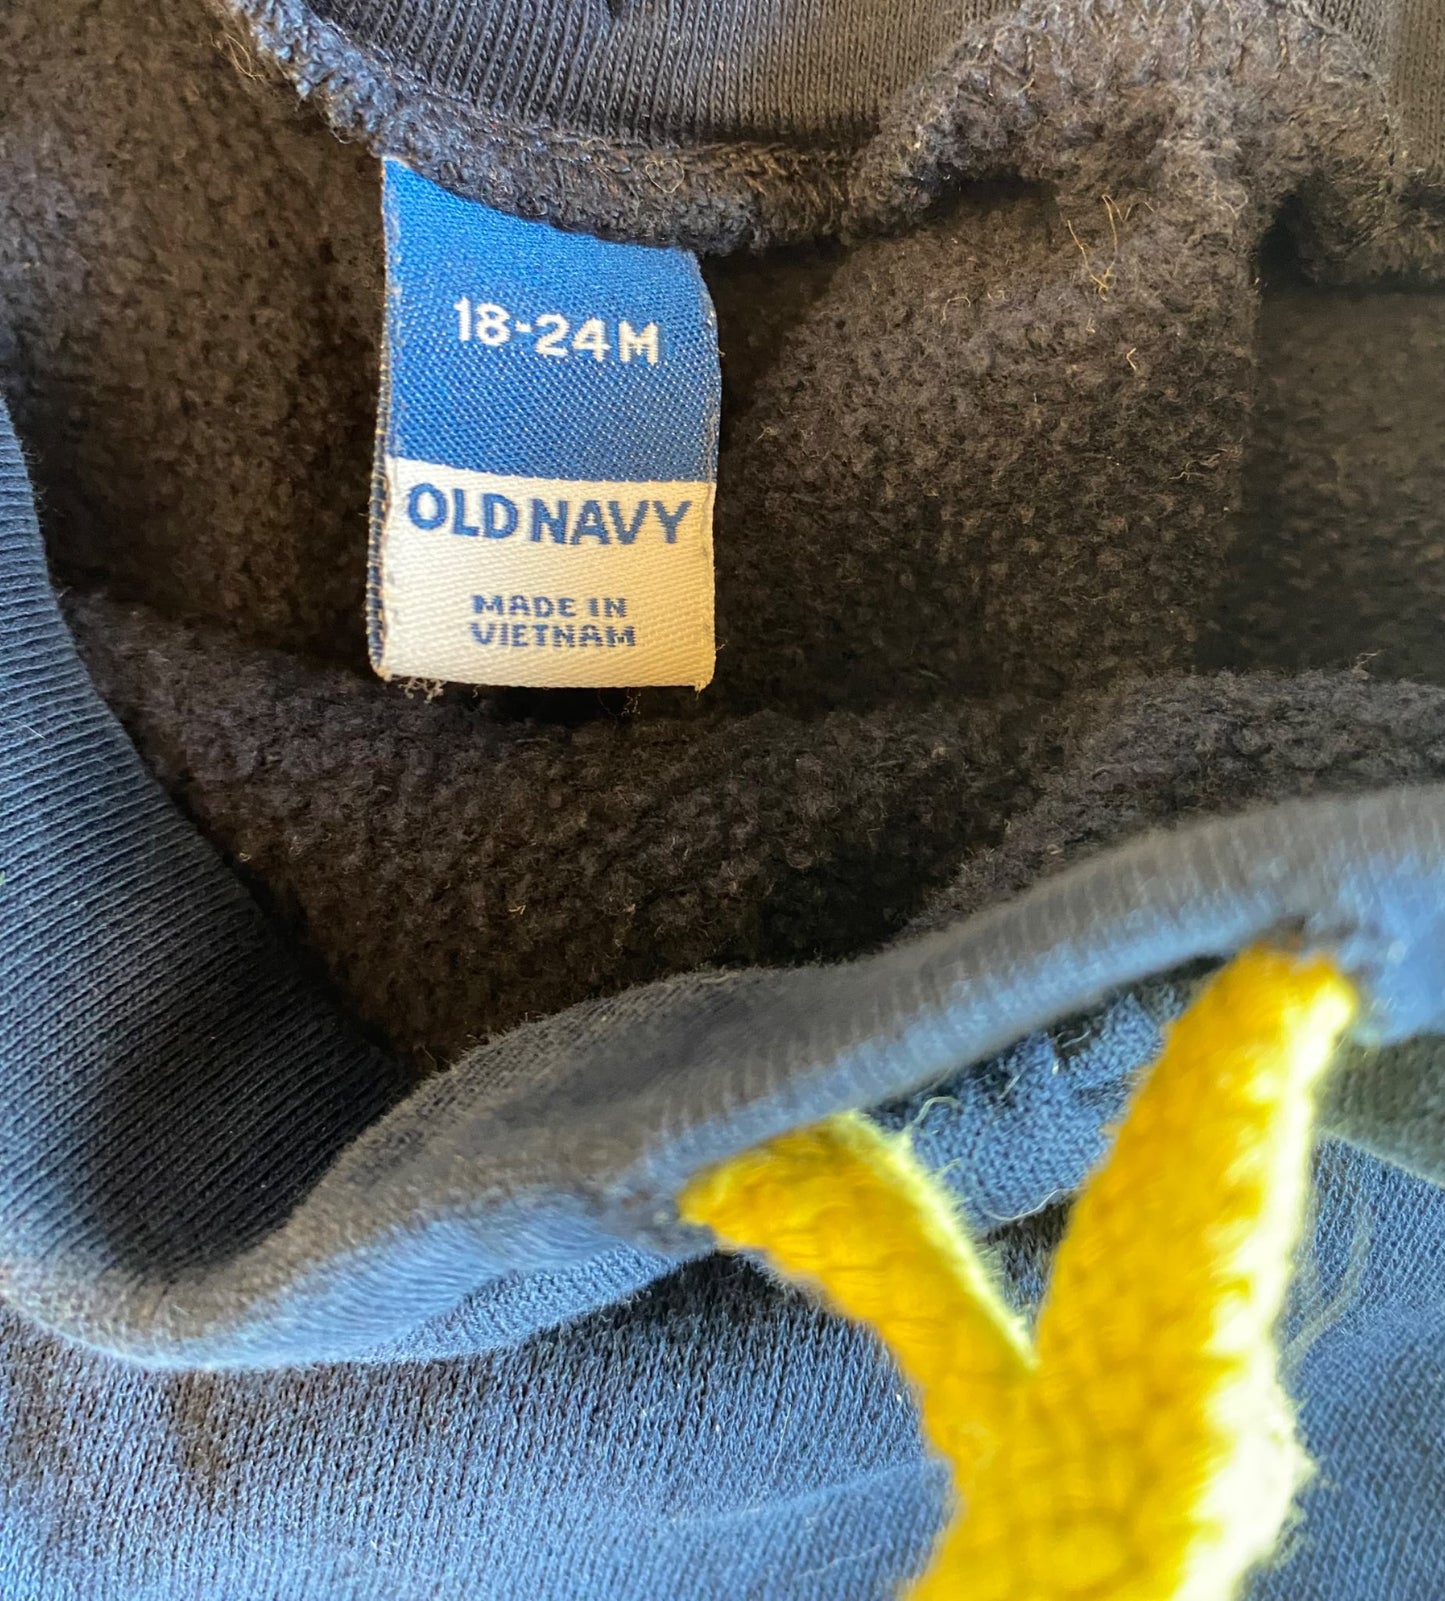 18-24M
OLD NAVY
MADE IN
VIETNAM